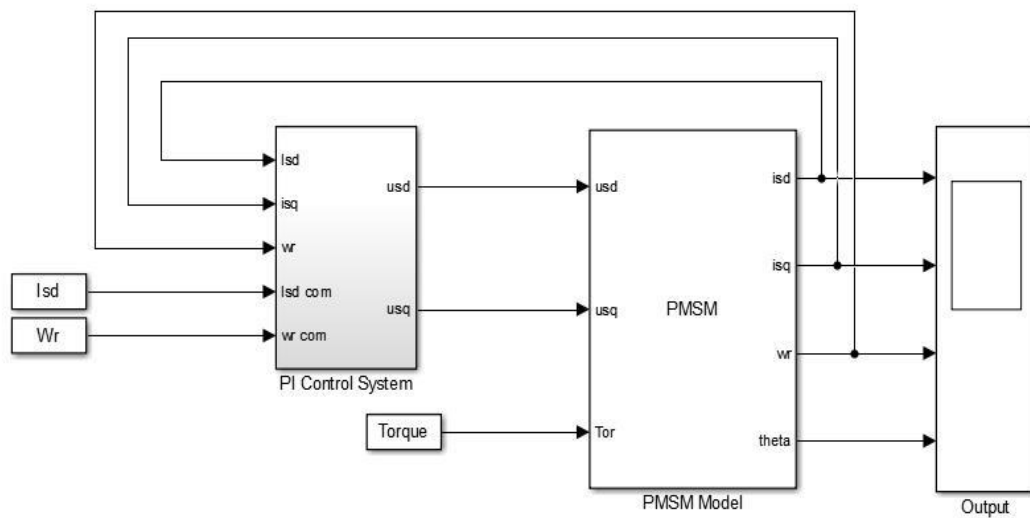 Isd
Wr
Isd
isq
wr
Isd com
wr com
usd
usq
PI Control System
Torque
usd
usq
Tor
PMSM
isd
isq
wr
theta
PMSM Model
Output